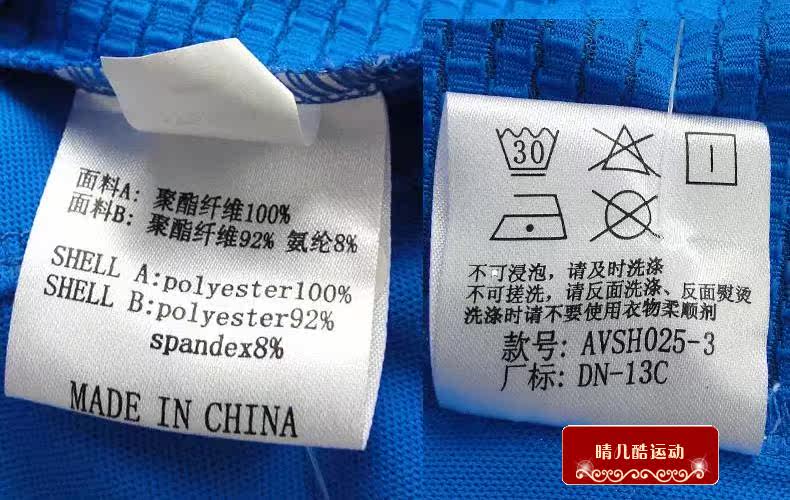 面料A: 聚酯纤维100%
面料B: 聚酯纤维92% 氨纶8%
SHELL A:polyester100%
SHELL B:polyester92%
spandex8%
MADE IN CHINA
30
不可浸泡，请及时洗涤
不可搓洗，请反面洗涤、反面熨烫
洗涤时请不要使用衣物柔顺剂
款号: AVSH025-3
厂标: DN-13C
晴儿酷运动